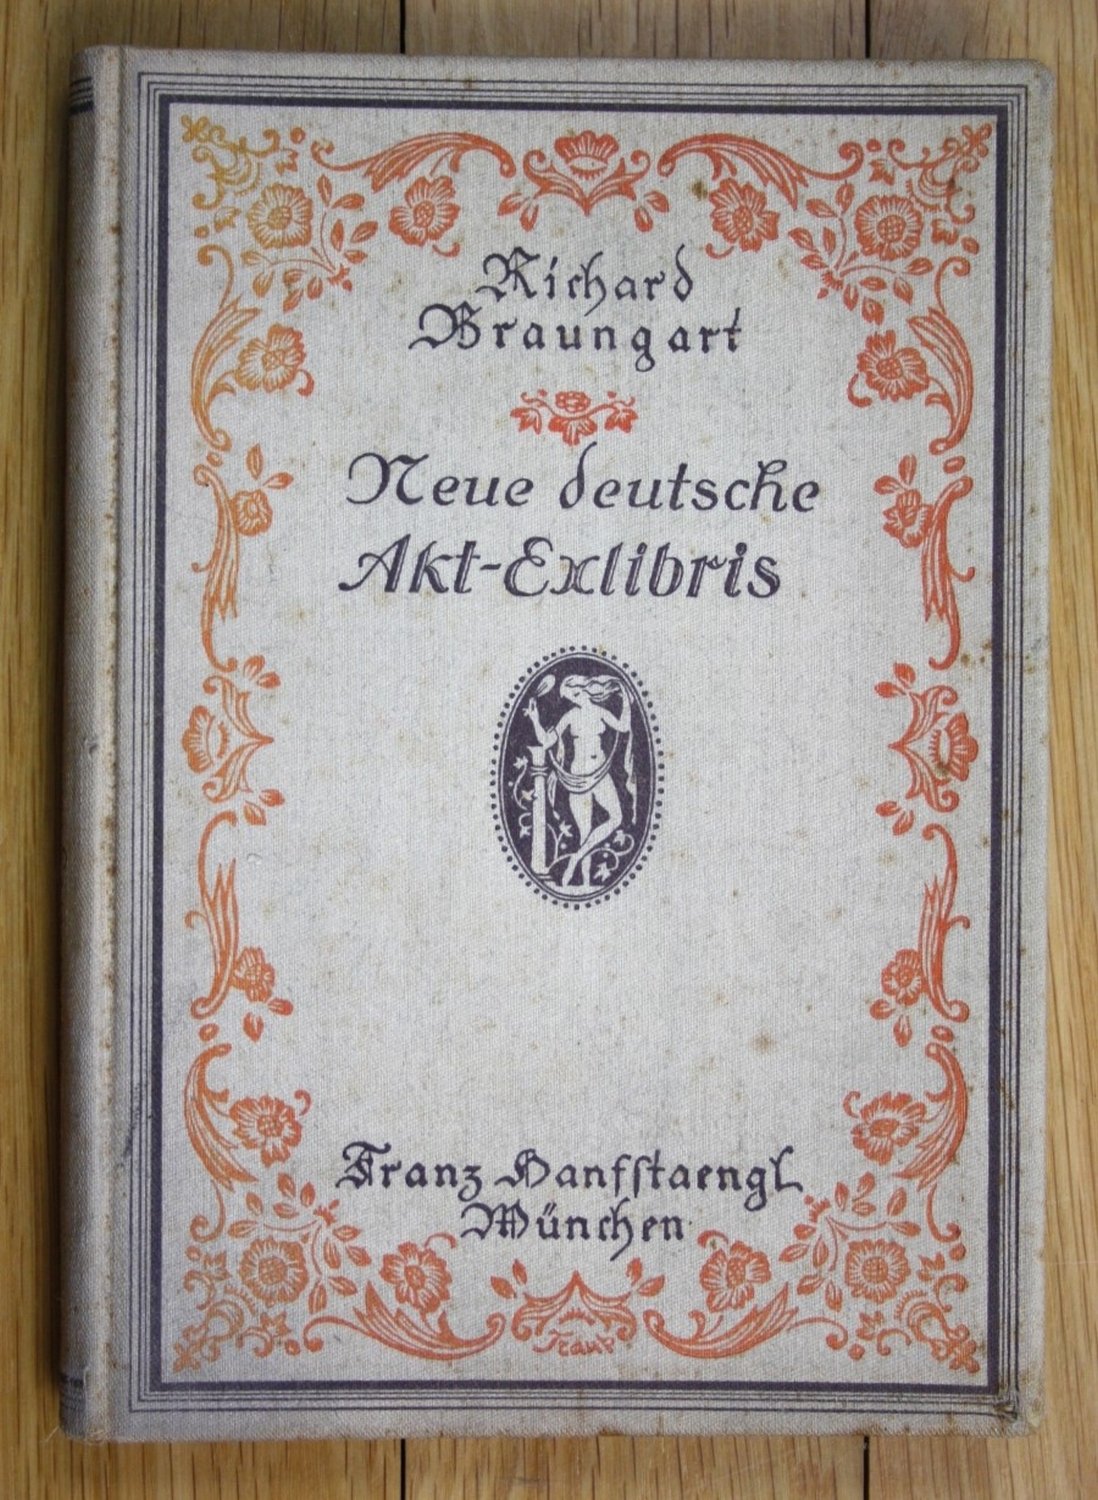 Richard
Braungart
Neue deutsche
Akt-Exlibris
Franz Hanfstaengl
München